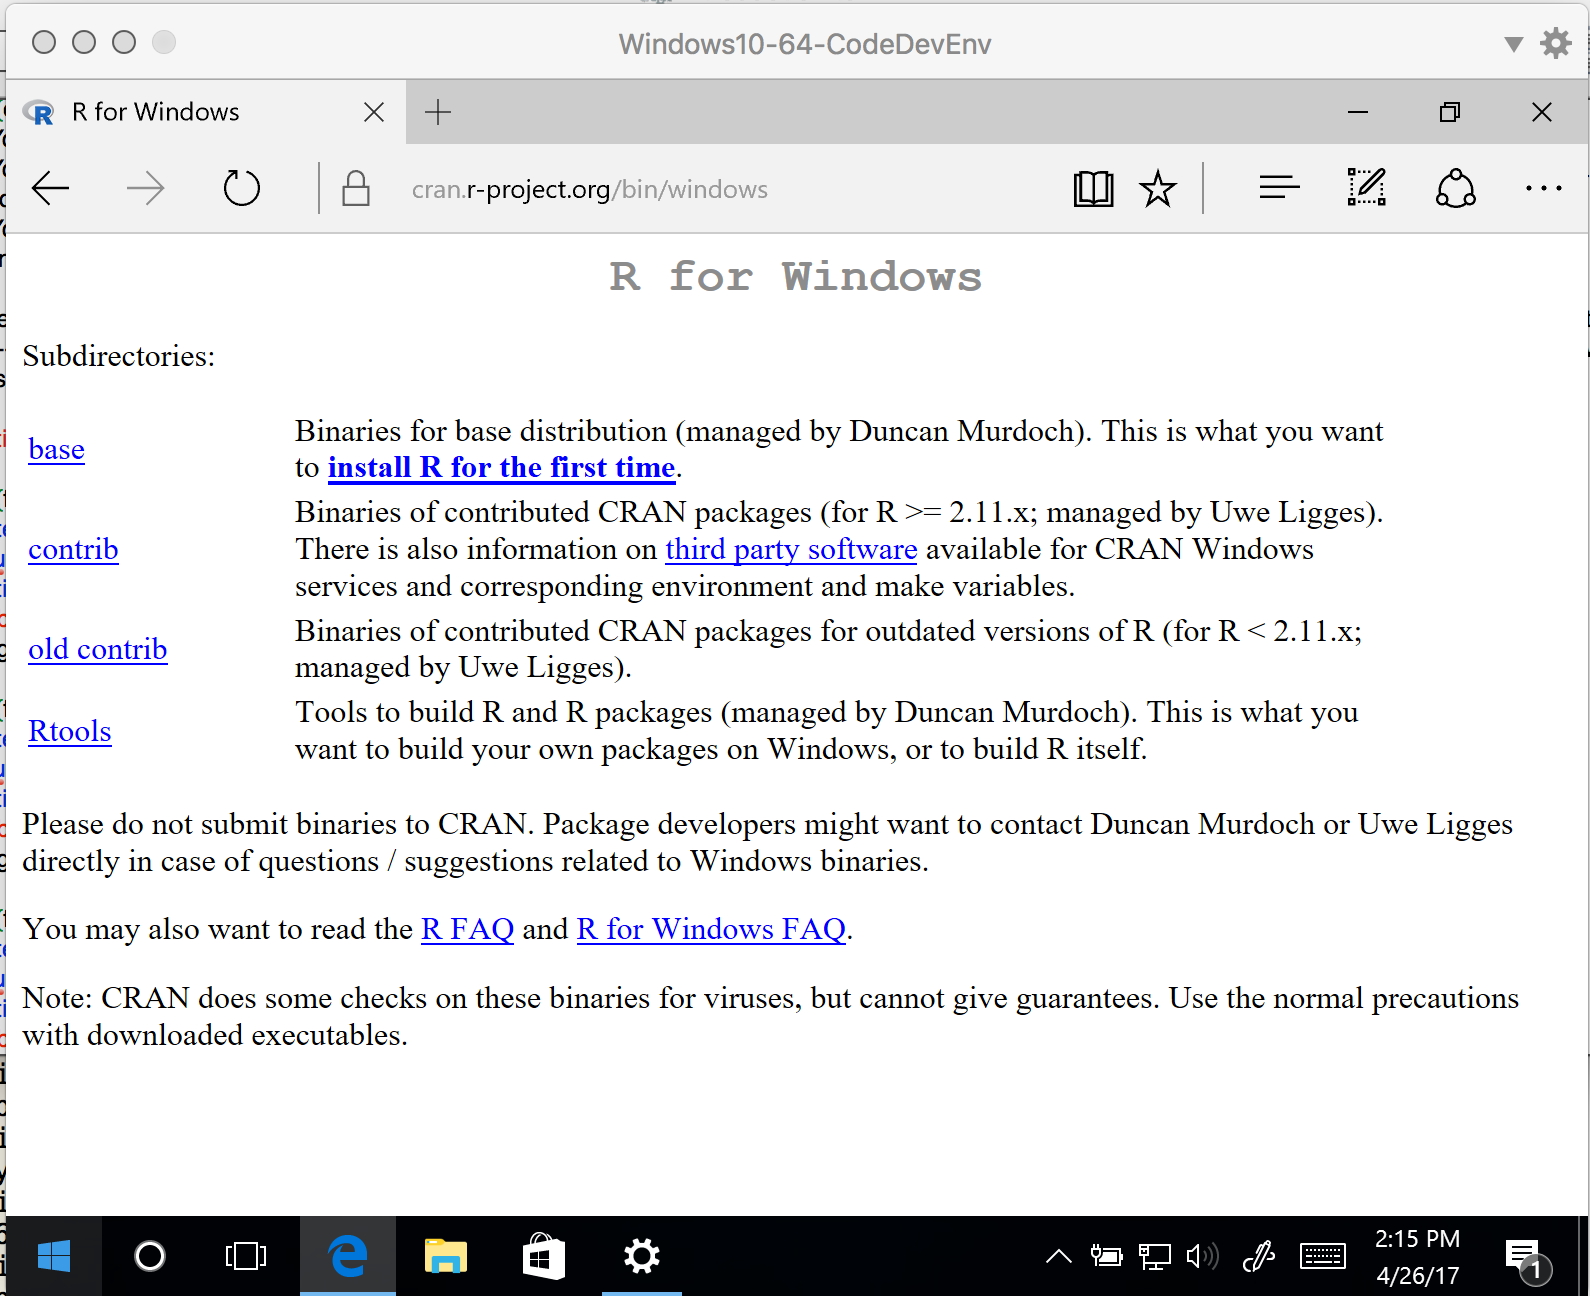 Windows10-64-CodeDevEnv
R for Windows
cran.r-project.org/bin/windows
R for Windows
Subdirectories:
base
Binaries for base distribution (managed by Duncan Murdoch). This is what you want
to install R for the first time.
contrib
Binaries of contributed CRAN packages (for R >= 2.11.x; managed by Uwe Ligges).
There is also information on third party software available for CRAN Windows
services and corresponding environment and make variables.
old contrib
Binaries of contributed CRAN packages for outdated versions of R (for R < 2.11.x;
managed by Uwe Ligges).
Rtools
Tools to build R and R packages (managed by Duncan Murdoch). This is what you
want to build your own packages on Windows, or to build R itself.
Please do not submit binaries to CRAN. Package developers might want to contact Duncan Murdoch or Uwe Ligges
directly in case of questions / suggestions related to Windows binaries.
You may also want to read the R FAQ and R for Windows FAQ.
Note: CRAN does some checks on these binaries for viruses, but cannot give guarantees. Use the normal precautions
with downloaded executables.
2:15 PM
4/26/17
1